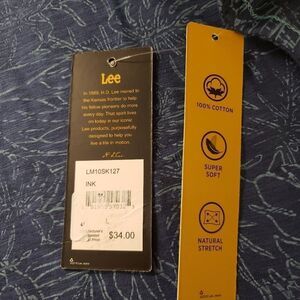 Lee
In 1889, H.D. Lee moved to
the Kansas frontier to help
his fellow pioneers do more
every day. That spirit lives
on today in our iconic
Lee products, purposefully
designed to help you
live a life in motion.
LM10SK127
INK
L
$34.00
100% COTTON
SUPER
SOFT
NATURAL
STRETCH